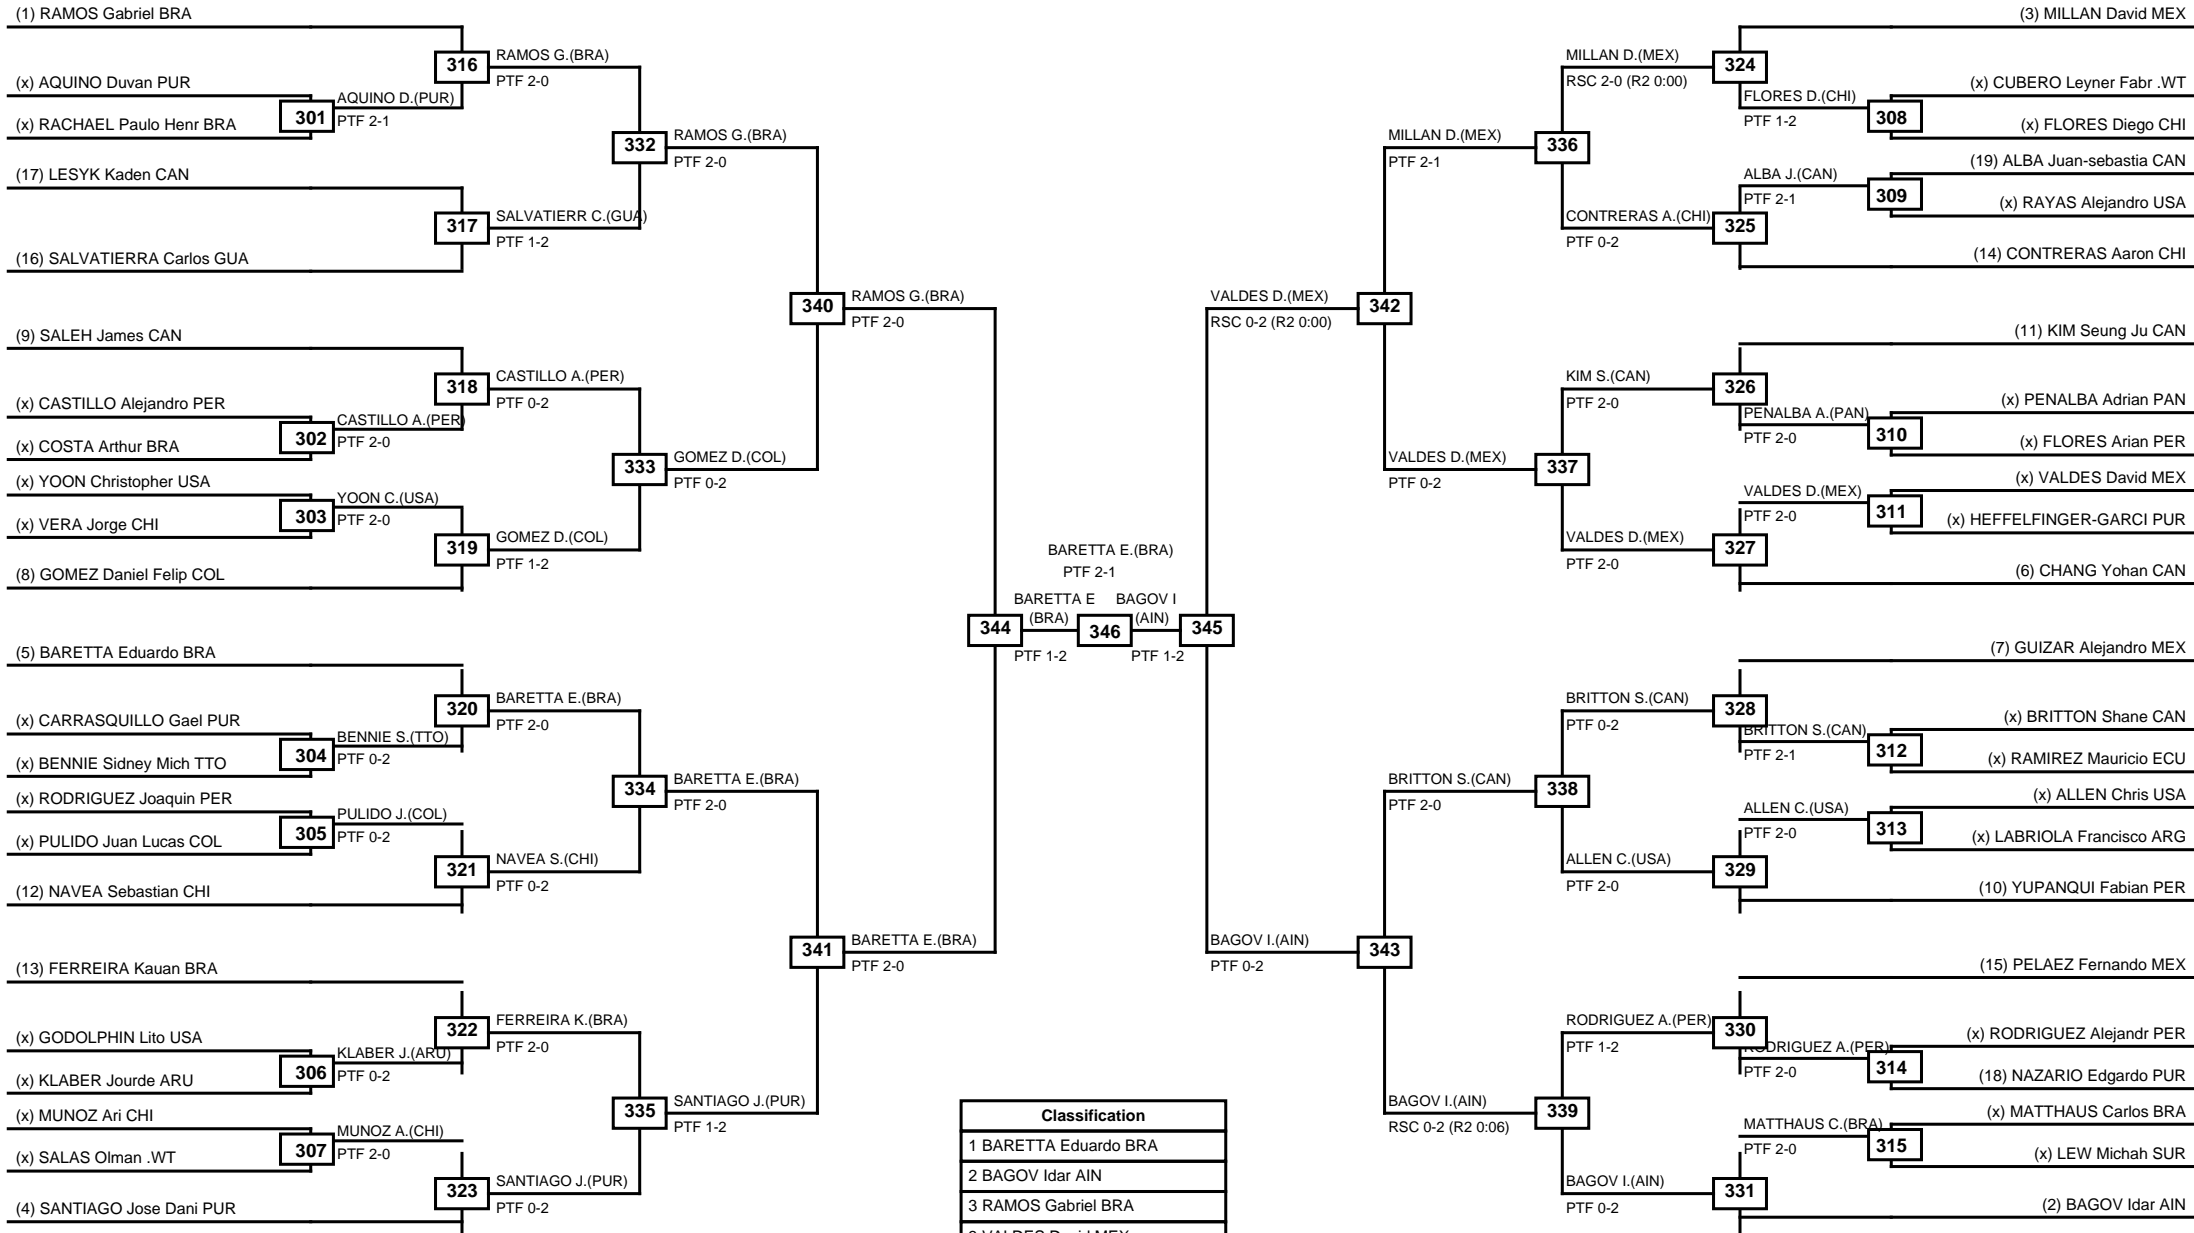 (1) RAMOS Gabriel BRA
(x) AQUINO Duvan PUR
(x) RACHAEL Paulo Henr BRA
(17) LESYK Kaden CAN
(16) SALVATIERRA Carlos GUA
(9) SALEH James CAN
(x) CASTILLO Alejandro PER
(x) COSTA Arthur BRA
(x) YOON Christopher USA
(x) VERA Jorge CHI
(8) GOMEZ Daniel Felip COL
(5) BARETTA Eduardo BRA
(x) CARRASQUILLO Gael PUR
(x) BENNIE Sidney Mich TTO
(x) RODRIGUEZ Joaquin PER
(x) PULIDO Juan Lucas COL
(12) NAVEA Sebastian CHI
(13) FERREIRA Kauan BRA
(x) GODOLPHIN Lito USA
(x) KLABER Jourde ARU
(x) MUNOZ Ari CHI
(x) SALAS Olman .WT
(4) SANTIAGO Jose Dani PUR
301
AQUINO D.(PUR)
PTF 2-1
302
CASTILLO A.(PER)
PTF 2-0
303
YOON C.(USA)
PTF 2-0
304
BENNIE S.(TTO)
PTF 0-2
305
PULIDO J.(COL)
PTF 0-2
306
KLABER J.(ARU)
PTF 0-2
307
MUNOZ A.(CHI)
PTF 2-0
316
RAMOS G.(BRA)
PTF 2-0
317
SALVATIERR C.(GUA)
PTF 1-2
318
CASTILLO A.(PER)
PTF 0-2
319
GOMEZ D.(COL)
PTF 1-2
320
BARETTA E.(BRA)
PTF 2-0
321
NAVEA S.(CHI)
PTF 0-2
322
FERREIRA K.(BRA)
PTF 2-0
323
SANTIAGO J.(PUR)
PTF 0-2
332
RAMOS G.(BRA)
PTF 2-0
333
GOMEZ D.(COL)
PTF 0-2
334
BARETTA E.(BRA)
PTF 2-0
335
SANTIAGO J.(PUR)
PTF 1-2
340
RAMOS G.(BRA)
PTF 2-0
341
BARETTA E.(BRA)
PTF 2-0
BARETTA E.(BRA)
PTF 2-1
344
BARETTA E
(BRA)
PTF 1-2
346
BAGOV I
(AIN)
PTF 1-2
345
VALDES D.(MEX)
RSC 0-2 (R2 0:00)
342
BAGOV I.(AIN)
PTF 0-2
343
MILLAN D.(MEX)
PTF 2-1
336
VALDES D.(MEX)
PTF 0-2
337
BRITTON S.(CAN)
PTF 2-0
338
BAGOV I.(AIN)
RSC 0-2 (R2 0:06)
339
MILLAN D.(MEX)
RSC 2-0 (R2 0:00)
324
CONTRERAS A.(CHI)
PTF 0-2
325
KIM S.(CAN)
PTF 2-0
326
VALDES D.(MEX)
PTF 2-0
327
BRITTON S.(CAN)
PTF 0-2
328
ALLEN C.(USA)
PTF 2-0
329
RODRIGUEZ A.(PER)
PTF 1-2
330
BAGOV I.(AIN)
PTF 0-2
331
FLORES D.(CHI)
PTF 1-2
308
ALBA J.(CAN)
PTF 2-1
309
PENALBA A.(PAN)
PTF 2-0
310
VALDES D.(MEX)
PTF 2-0
311
BRITTON S.(CAN)
PTF 2-1
312
ALLEN C.(USA)
PTF 2-0
313
RODRIGUEZ A.(PER)
PTF 2-0
314
MATTHAUS C.(BRA)
PTF 2-0
315
(3) MILLAN David MEX
(x) CUBERO Leyner Fabr .WT
(x) FLORES Diego CHI
(19) ALBA Juan-sebastia CAN
(x) RAYAS Alejandro USA
(14) CONTRERAS Aaron CHI
(11) KIM Seung Ju CAN
(x) PENALBA Adrian PAN
(x) FLORES Arian PER
(x) VALDES David MEX
(x) HEFFELFINGER-GARCI PUR
(6) CHANG Yohan CAN
(7) GUIZAR Alejandro MEX
(x) BRITTON Shane CAN
(x) RAMIREZ Mauricio ECU
(x) ALLEN Chris USA
(x) LABRIOLA Francisco ARG
(10) YUPANQUI Fabian PER
(15) PELAEZ Fernando MEX
(x) RODRIGUEZ Alejandr PER
(18) NAZARIO Edgardo PUR
(x) MATTHAUS Carlos BRA
(x) LEW Michah SUR
(2) BAGOV Idar AIN
Classification
1 BARETTA Eduardo BRA
2 BAGOV Idar AIN
3 RAMOS Gabriel BRA